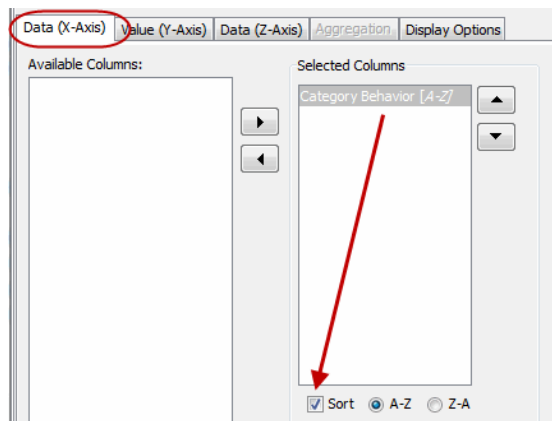 Data (X-Axis) Value (Y-Axis) Data (Z-Axis) Aggregation Display Options
Available Columns:
Selected Columns
Category Behavior [A-Z]
Sort A-Z Z-A